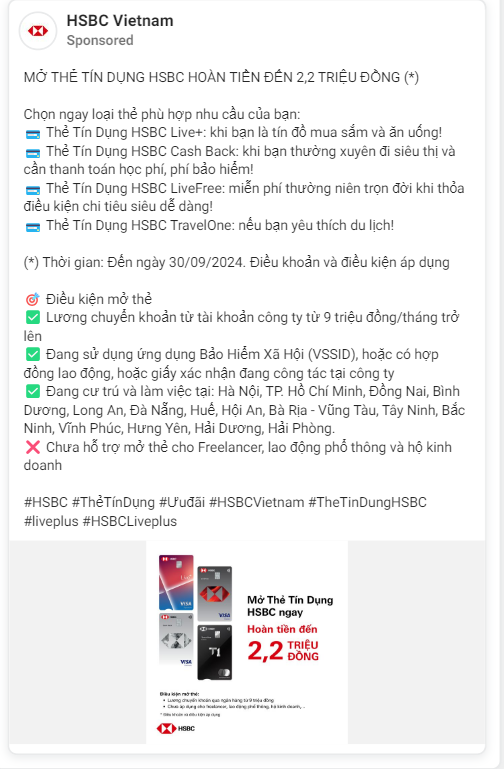 HSBC Vietnam
Sponsored
MỞ THẺ TÍN DỤNG HSBC HOÀN TIỀN ĐẾN 2,2 TRIỆU ĐỒNG (*)
Chọn ngay loại thẻ phù hợp nhu cầu của bạn:
Thẻ Tín Dụng HSBC Live+: khi bạn là tín đồ mua sắm và ăn uống!
Thẻ Tín Dụng HSBC Cash Back: khi bạn thường xuyên đi siêu thị và
cần thanh toán học phí, phí bảo hiểm!
Thẻ Tín Dụng HSBC LiveFree: miễn phí thường niên trọn đời khi thỏa
điều kiện chi tiêu siêu dễ dàng!
Thẻ Tín Dụng HSBC TravelOne: nếu bạn yêu thích du lịch!
(*) Thời gian: Đến ngày 30/09/2024. Điều khoản và điều kiện áp dụng
🎯 Điều kiện mở thẻ
✅ Lương chuyển khoản từ tài khoản công ty từ 9 triệu đồng/tháng trở
lên
✅ Đang sử dụng ứng dụng Bảo Hiểm Xã Hội (VSSID), hoặc có hợp
đồng lao động, hoặc giấy xác nhận đang công tác tại công ty
✅ Đang cư trú và làm việc tại: Hà Nội, TP. Hồ Chí Minh, Đồng Nai, Bình
Dương, Long An, Đà Nẵng, Huế, Hội An, Bà Rịa - Vũng Tàu, Tây Ninh, Bắc
Ninh, Vĩnh Phúc, Hưng Yên, Hải Dương, Hải Phòng.
❌ Chưa hỗ trợ mở thẻ cho Freelancer, lao động phổ thông và hộ kinh
doanh
#HSBC #ThẻTínDụng #Ưuđãi #HSBCVietnam #TheTinDungHSBC
#liveplus #HSBCLiveplus
VISA
VISA
VISA
T1
Mở Thẻ Tín Dụng
HSBC ngay
Hoàn tiền đến
2,2 TRIỆU
ĐỒNG
Điều kiện mở thẻ:
• Lương chuyển khoản qua ngân hàng từ 9 triệu đồng
• Chưa áp dụng cho freelancer, lao động phổ thông, hộ kinh doanh,...
* Điều khoản và điều kiện áp dụng
HSBC